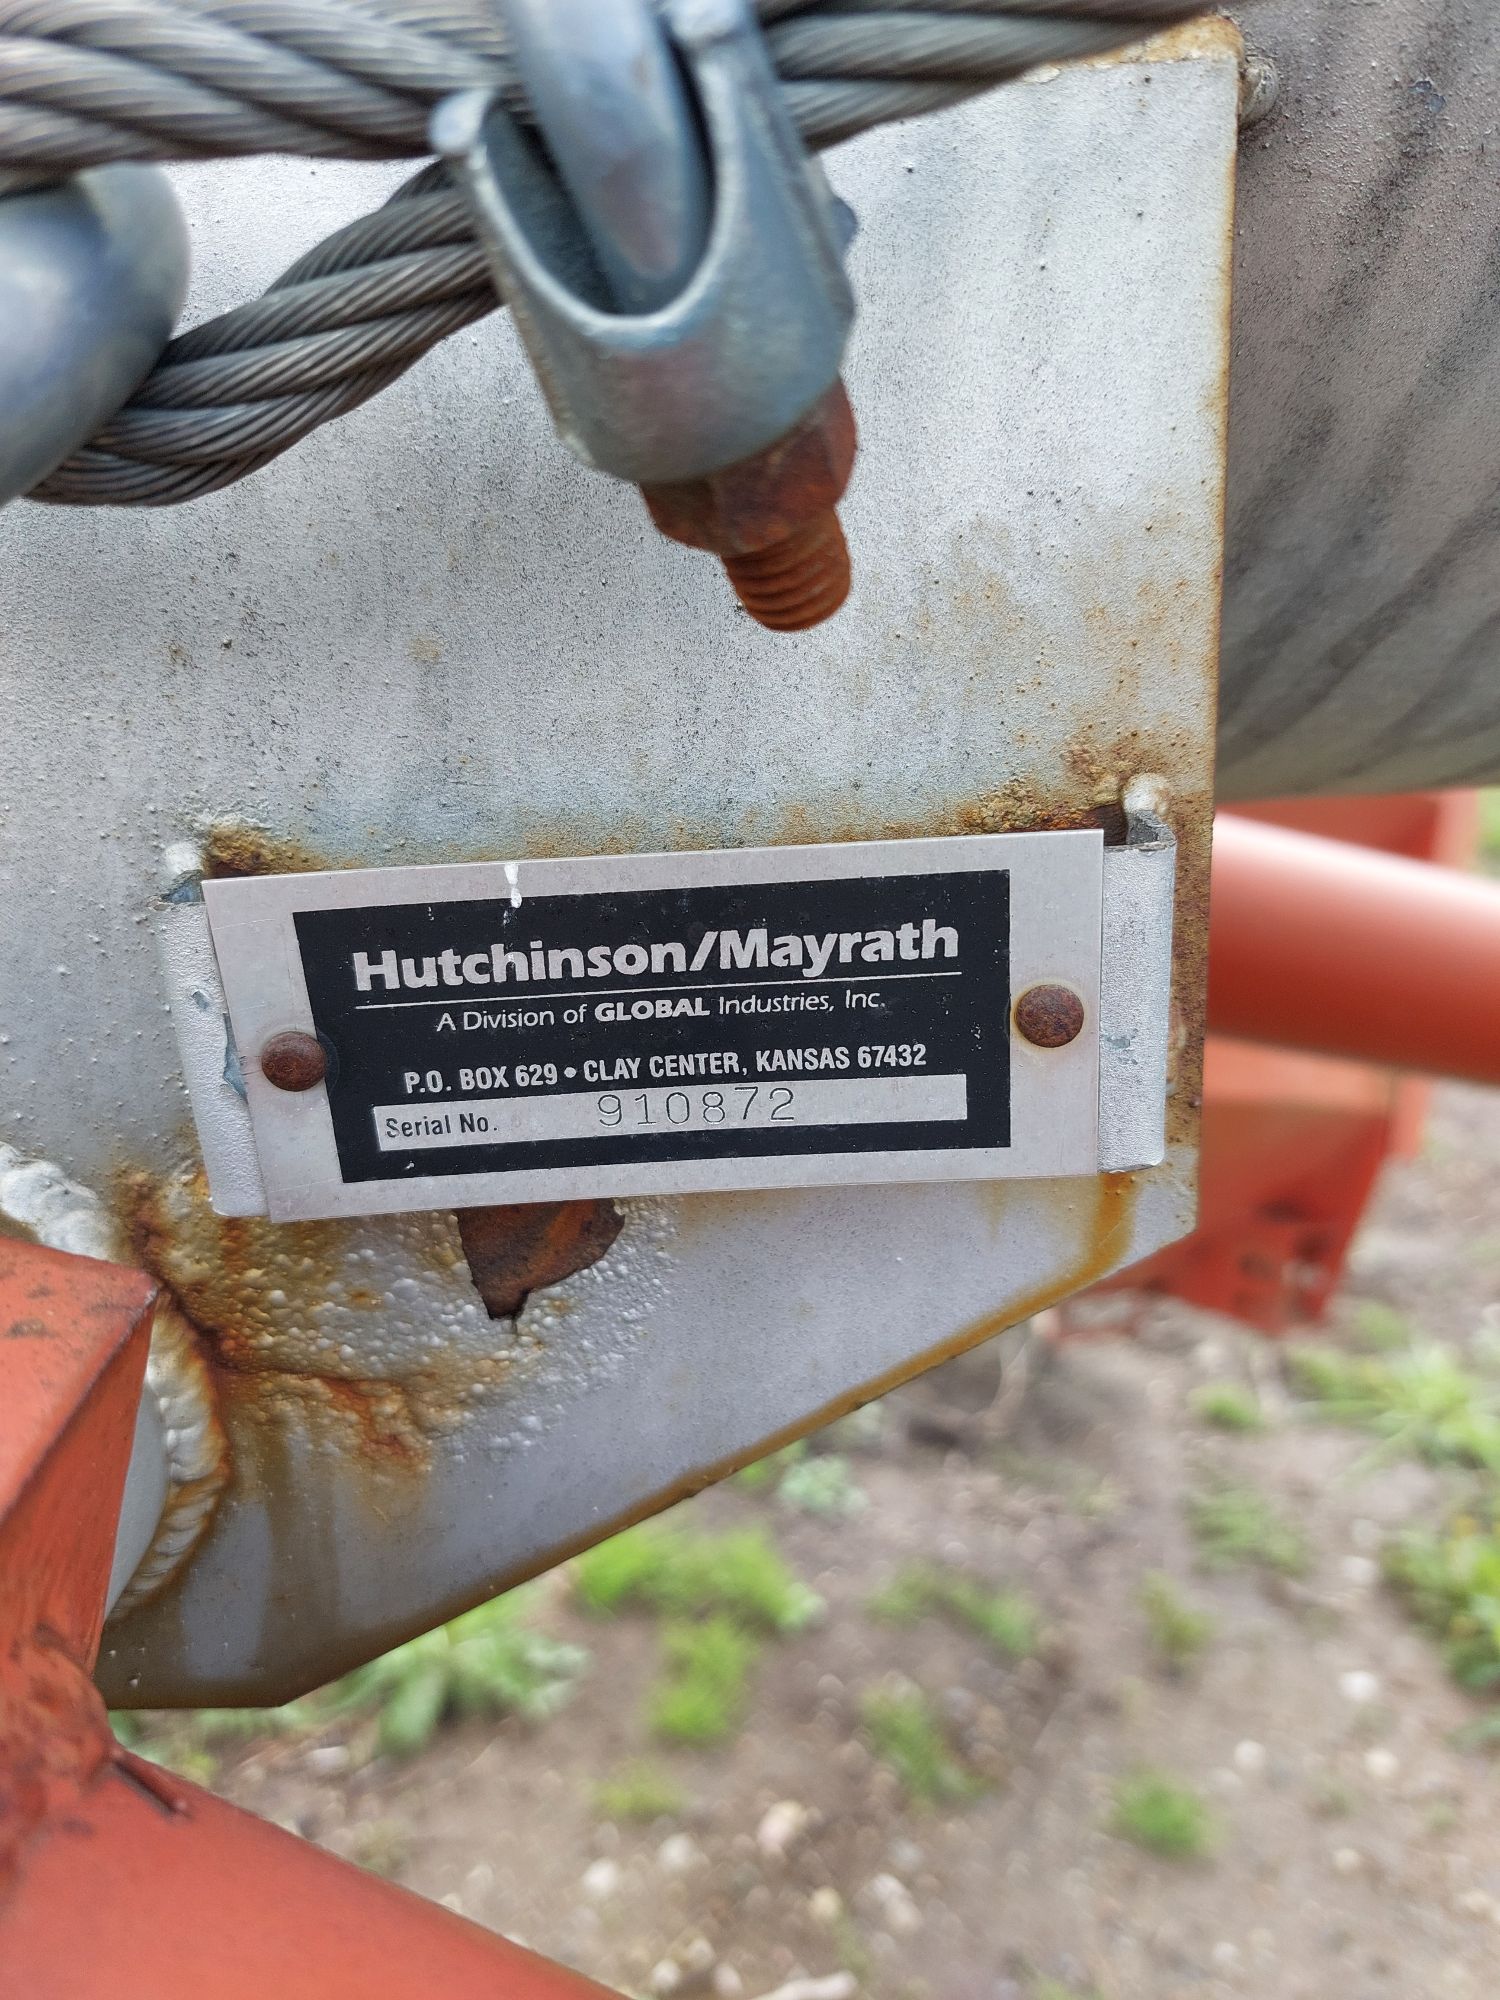 Hutchinson/Mayrath
A Division of GLOBAL Industries, Inc.
P.O. BOX 629 • CLAY CENTER, KANSAS 67432
Serial No. 910872